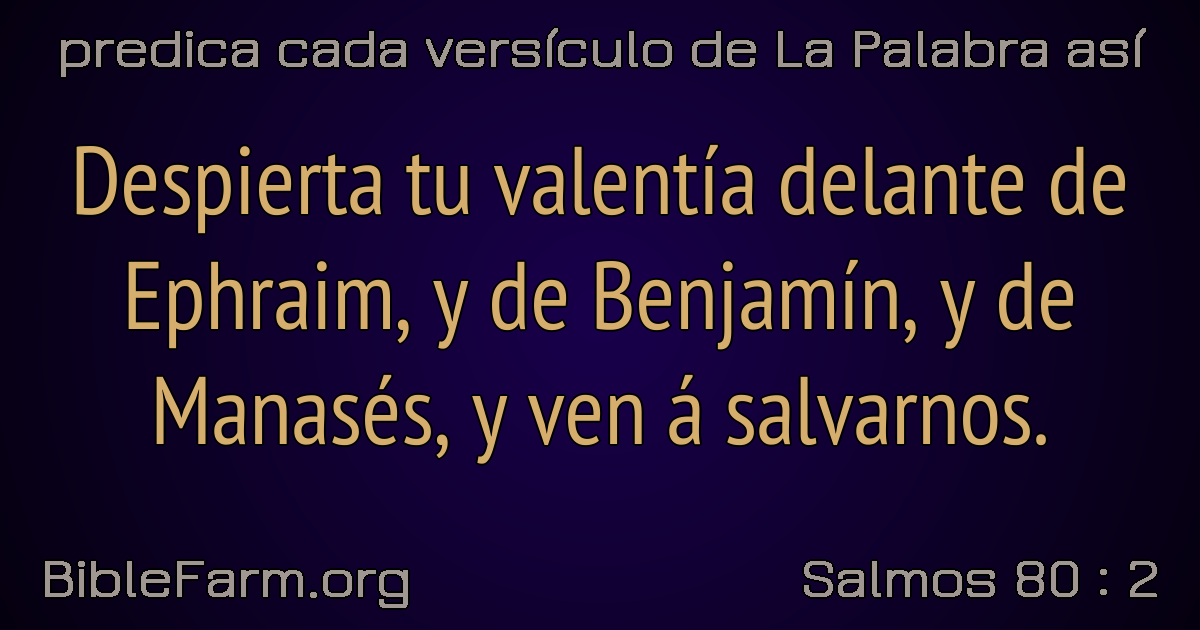 predica cada versículo de La Palabra así
Despierta tu valentía delante de
Ephraim, y de Benjamín, y de
Manasés, y ven á salvarnos.
BibleFarm.org
Salmos 80 : 2